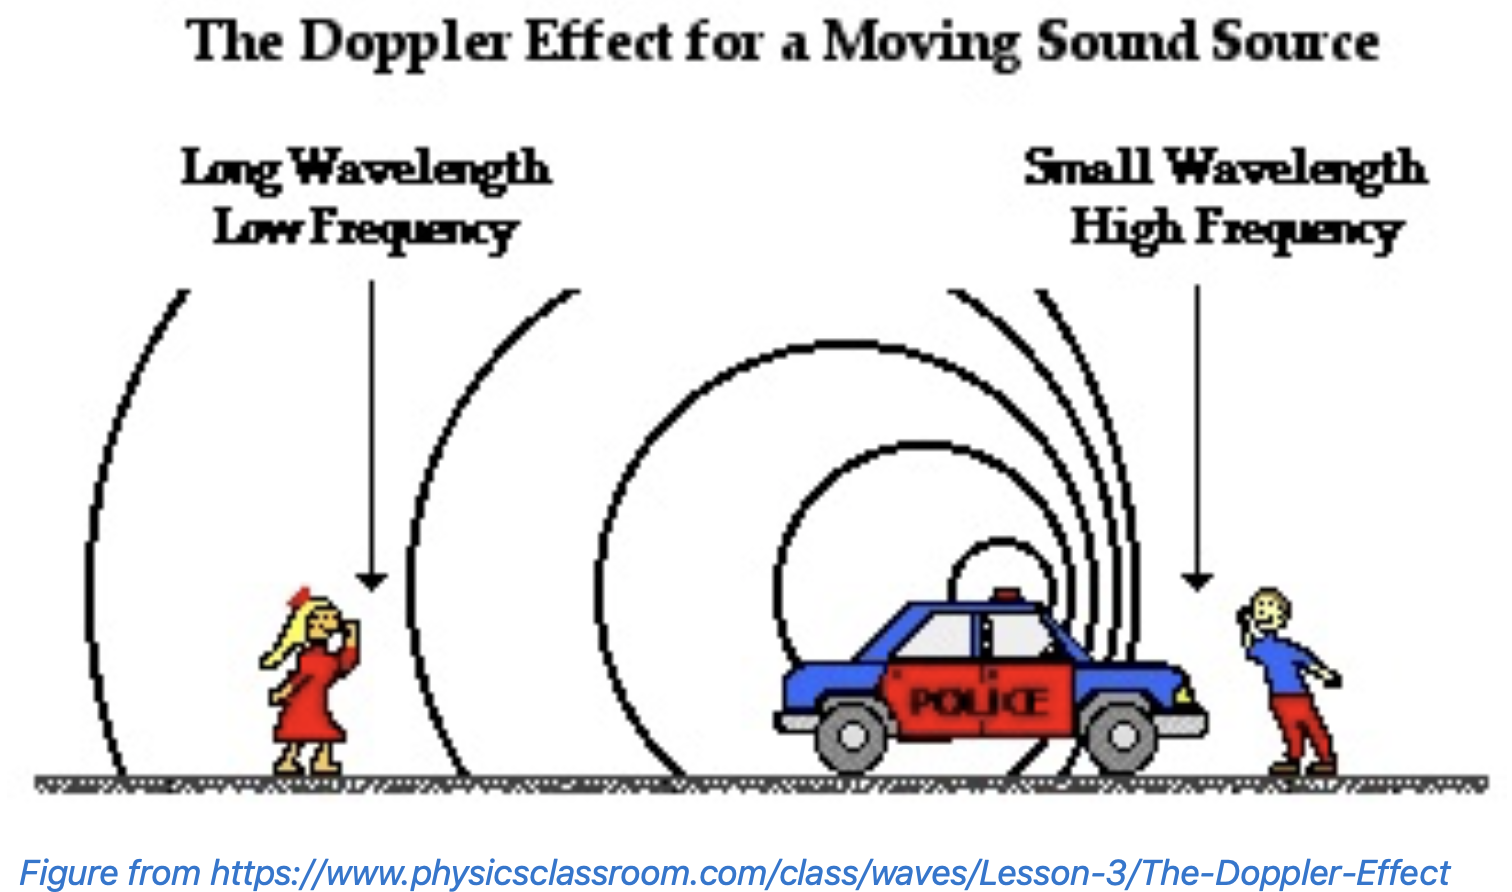 The Doppler Effect for a Moving Sound Source
Long Wavelength
Low Frequency
Small Wavelength
High Frequency
POLICE
Figure from https://www.physicsclassroom.com/class/waves/Lesson-3/The-Doppler-Effect